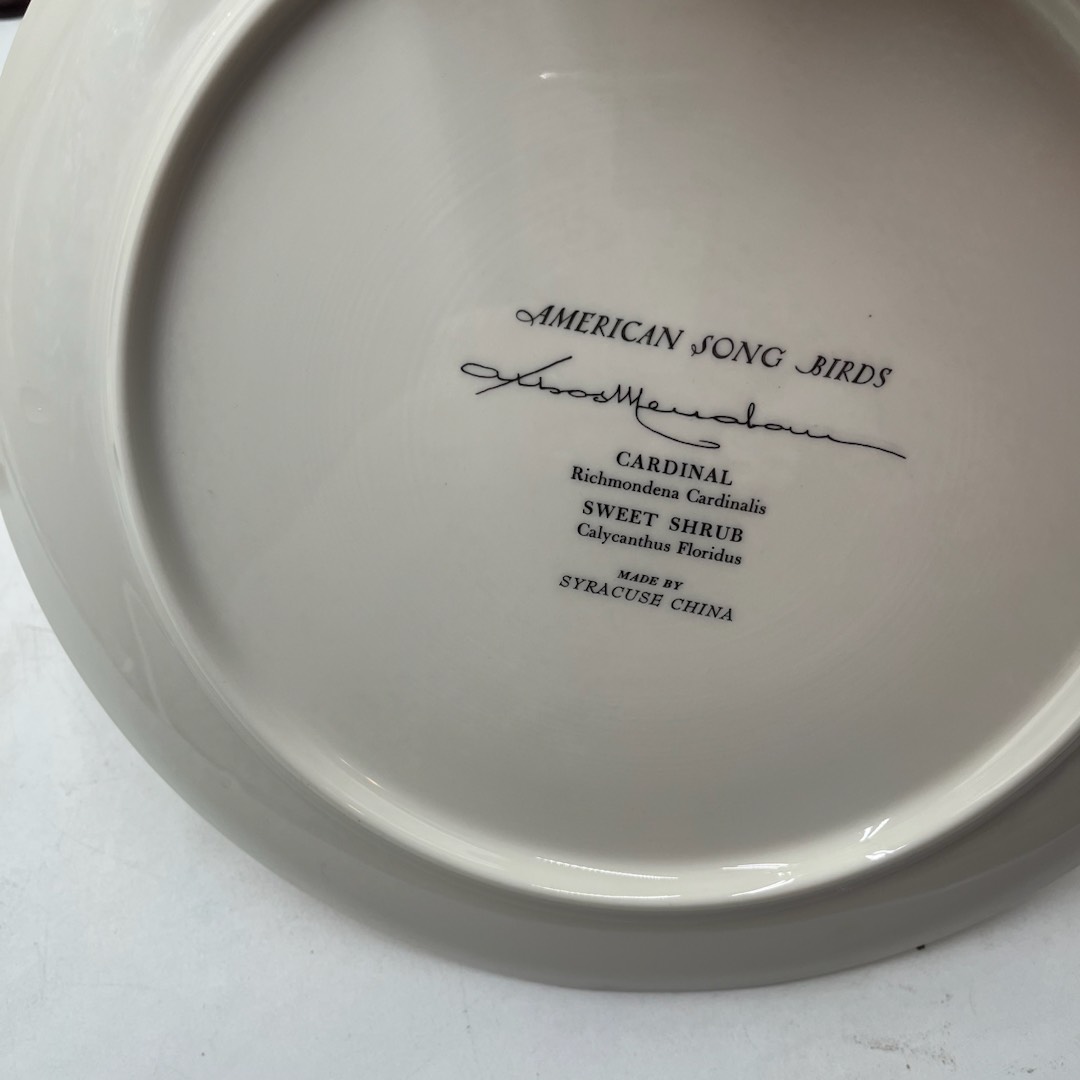 AMERICAN SONG BIRDS
CARDINAL
Richmondena Cardinalis
SWEET SHRUB
Calycanthus Floridus
MADE BY
SYRACUSE CHINA